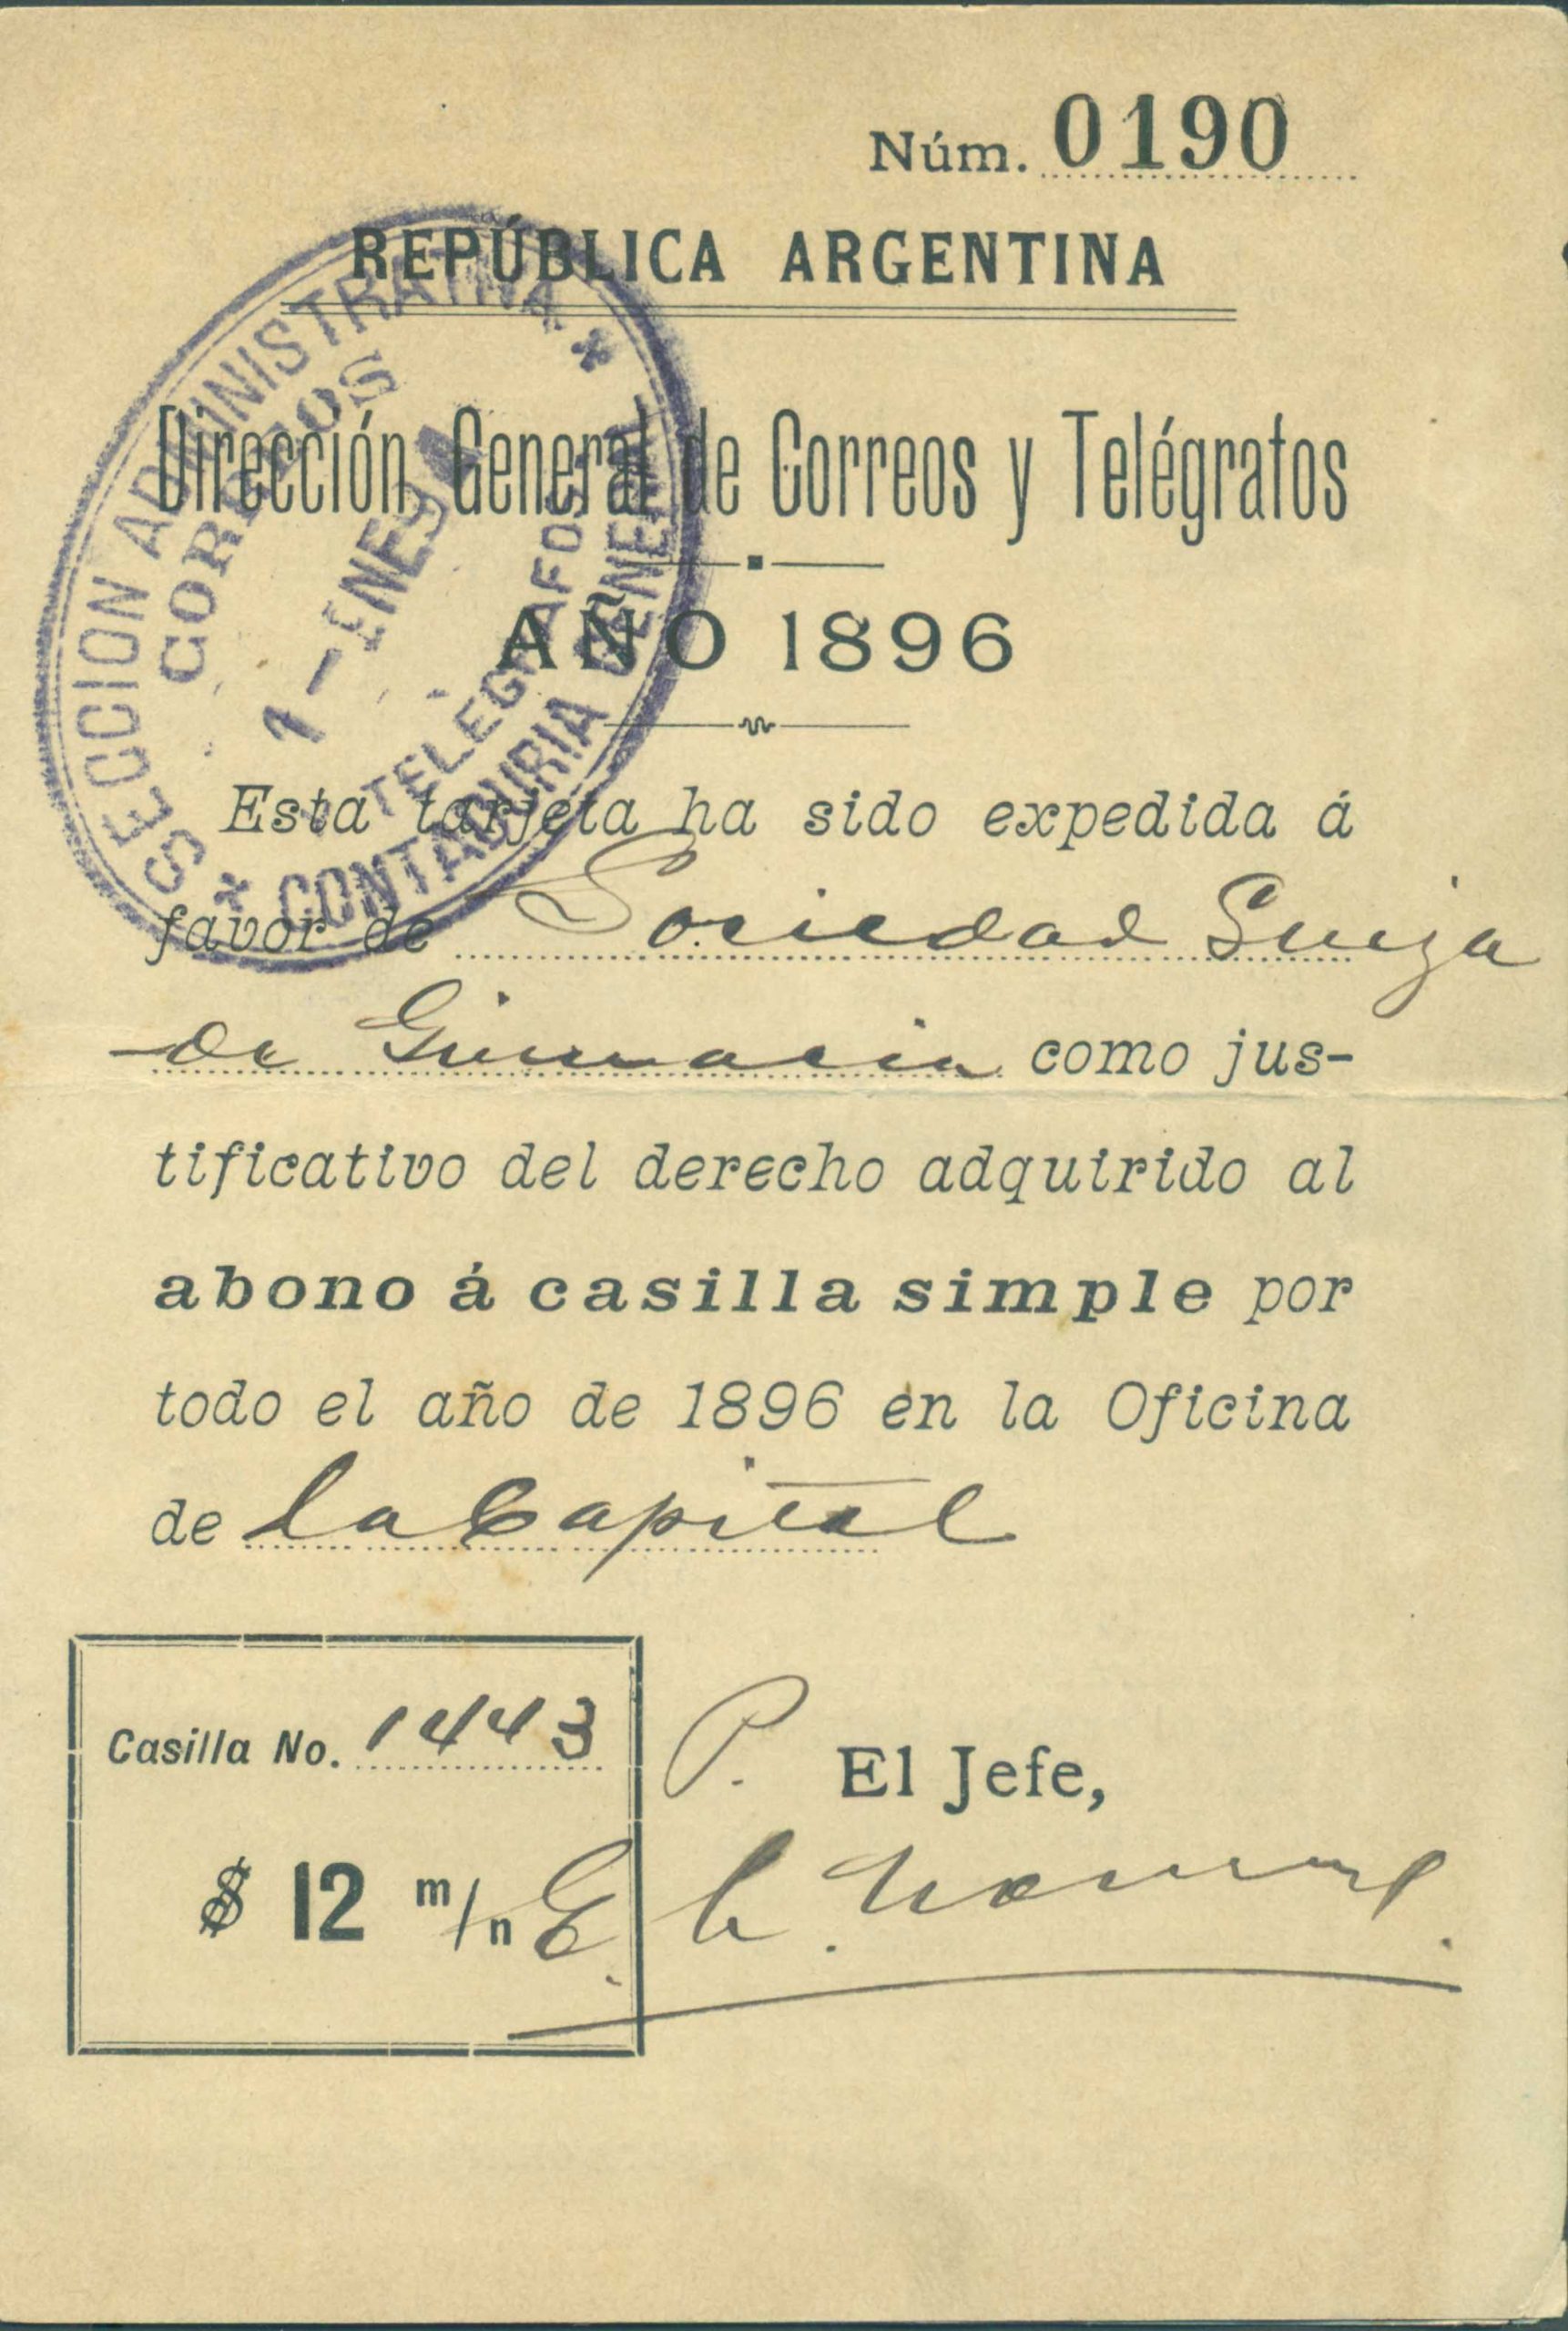 Núm. 0190
REPÚBLICA ARGENTINA
Dirección General de Correos y Telégrafos
AÑO 1896
SECCION ADMINISTRATIVA
CORREOS
1 - ENE
TELEGRAFOS
CONTADURIA GENERAL
Esta tarjeta ha sido expedida á
favor de Sociedad Suiza
de Gimnacia como jus-
tificativo del derecho adquirido al
abono á casilla simple por
todo el año de 1896 en la Oficina
de la Capital
Casilla No. 1443
P. El Jefe,
$ 12 m/n